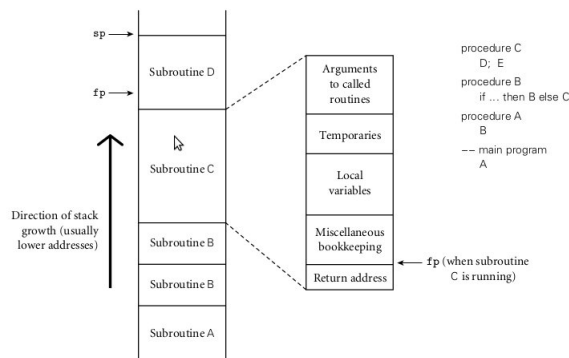 sp
fp
Subroutine D
Subroutine C
Subroutine B
Subroutine B
Subroutine A
Direction of stack
growth (usually
lower addresses)
Arguments
to called
routines
Temporaries
Local
variables
Miscellaneous
bookkeeping
Return address
fp (when subroutine
C is running)
procedure C
D; E
procedure B
if ... then B else C
procedure A
B
-- main program
A